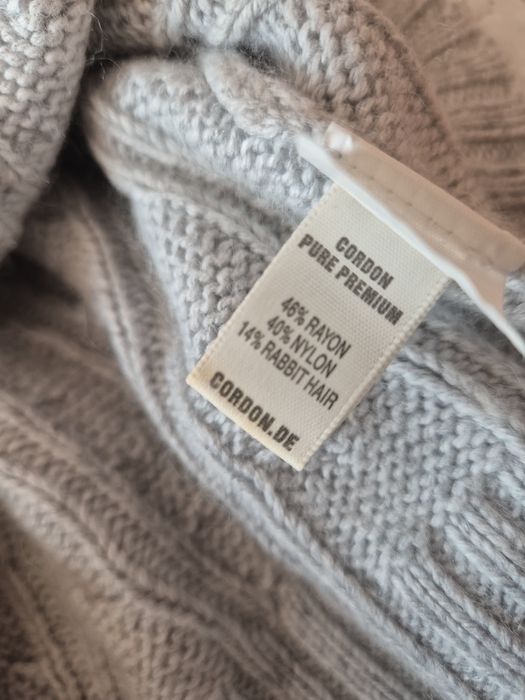 CORDON
PURE PREMIUM
46% RAYON
40% NYLON
14% RABBIT HAIR
CORDON.DE